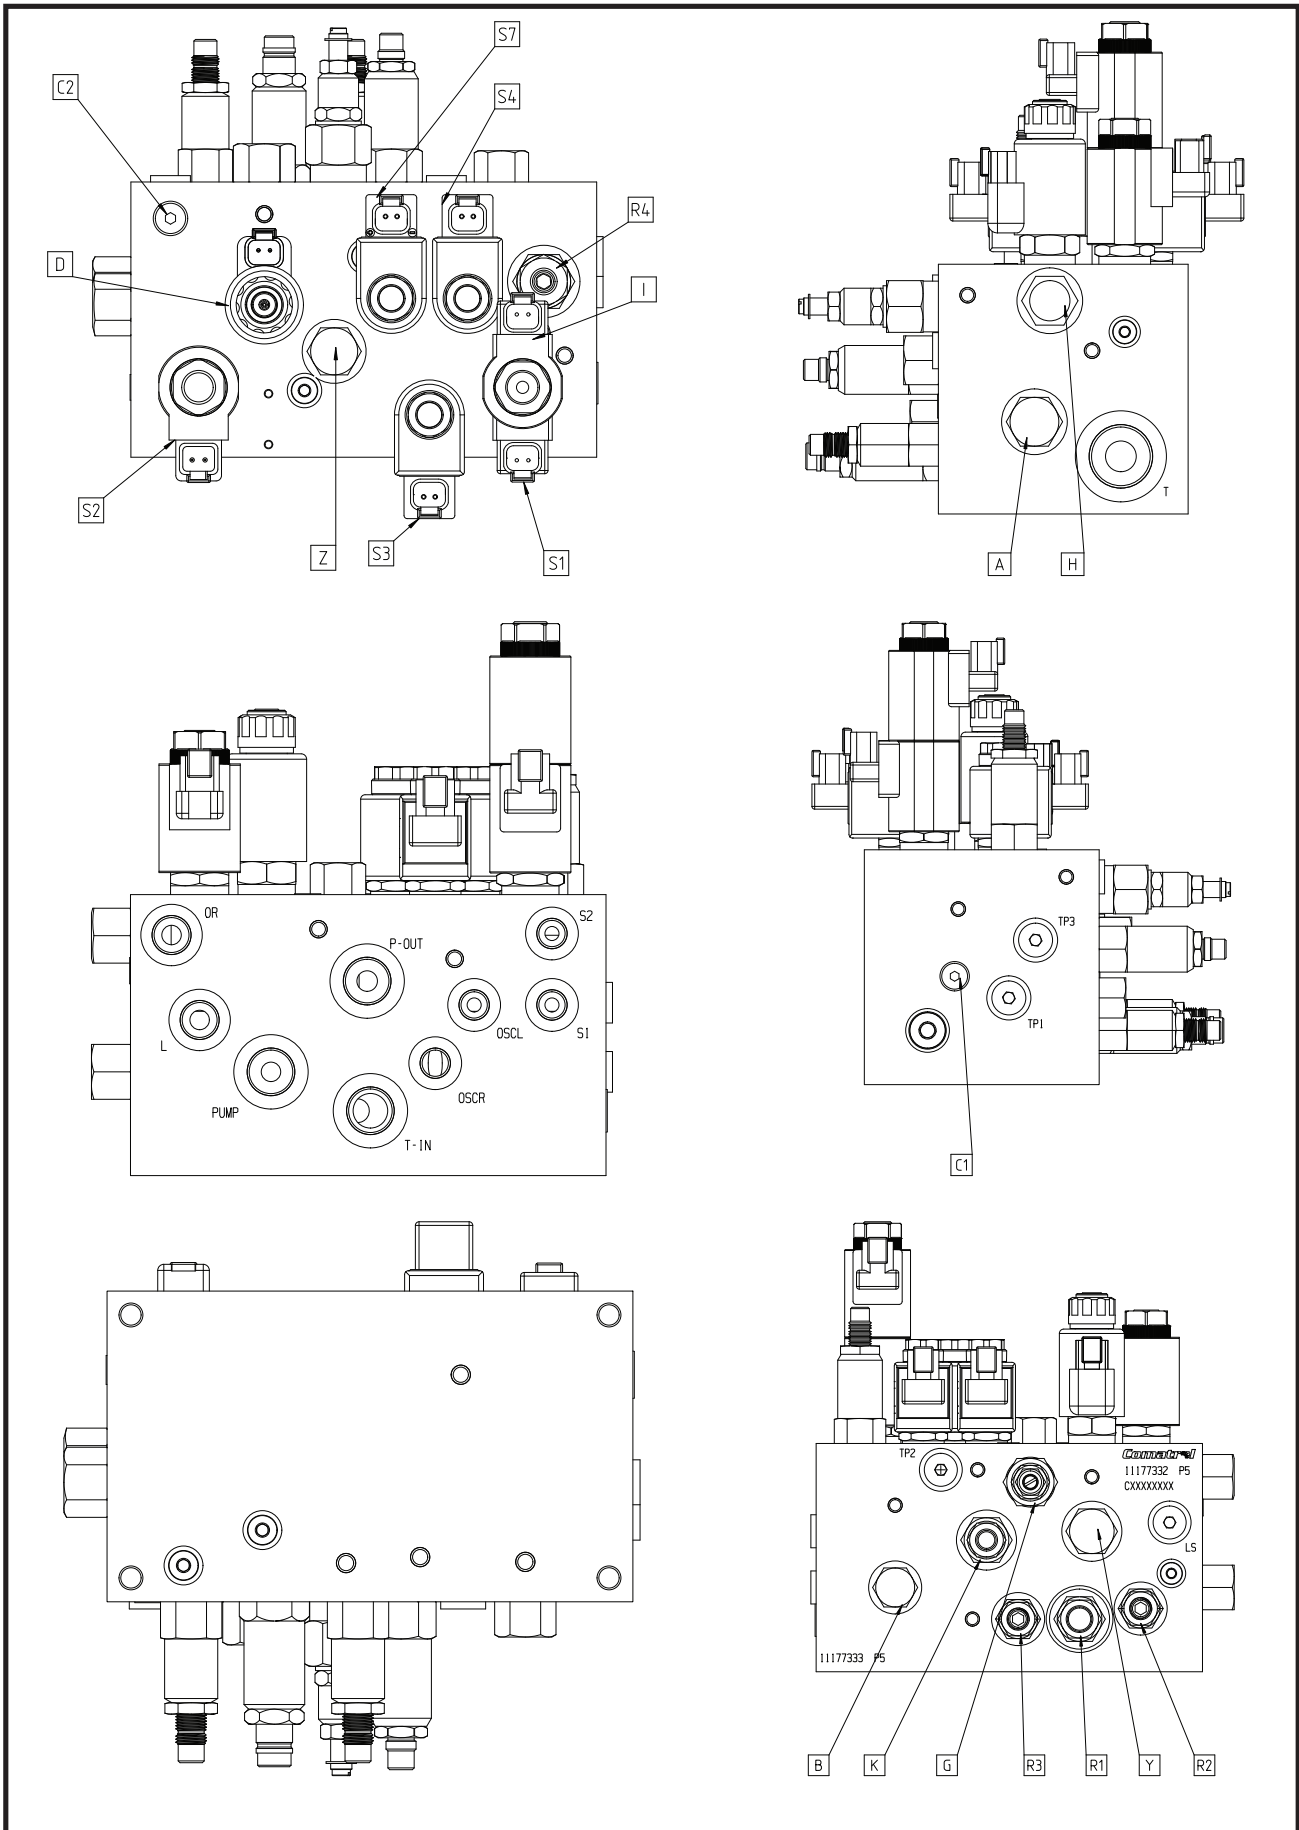 S7
C2
S4
R4
D
I
S2
Z
S3
S1
T
A
H
OR
S2
P-OUT
L
OSCL
S1
PUMP
OSCR
T-IN
TP3
TP1
C1
TP2
Comatrol
11177332 P5
CXXXXXXXX
LS
11177333 P5
B
K
G
R3
R1
Y
R2